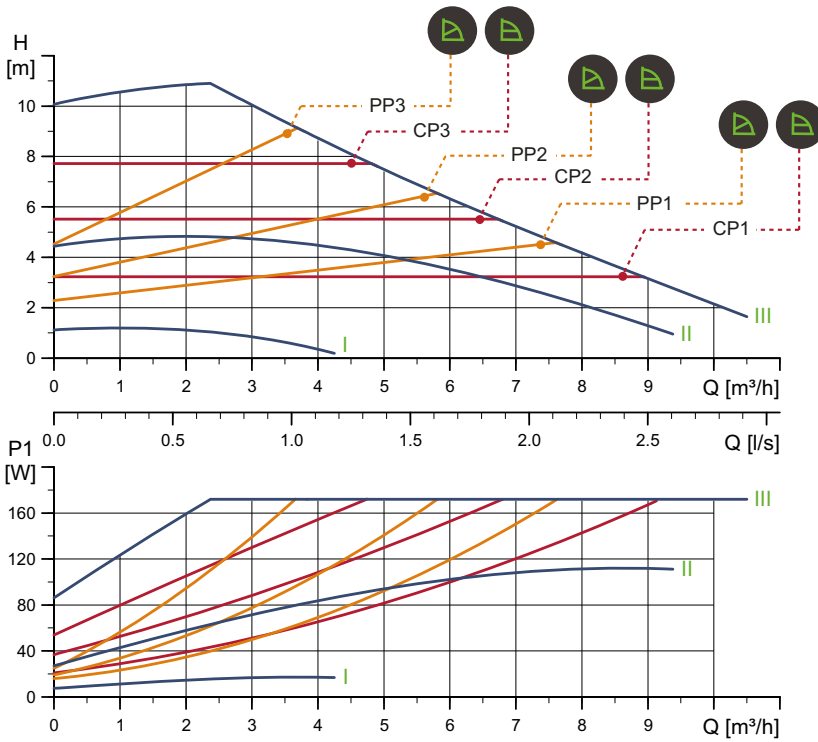 H
[m]
10
8
6
4
2
0
PP3
CP3
PP2
CP2
PP1
CP1
I
II
III
0 1 2 3 4 5 6 7 8 9 Q [m³/h]
0.0 0.5 1.0 1.5 2.0 2.5 Q [l/s]
P1
[W]
160
120
80
40
0
III
II
I
0 1 2 3 4 5 6 7 8 9 Q [m³/h]